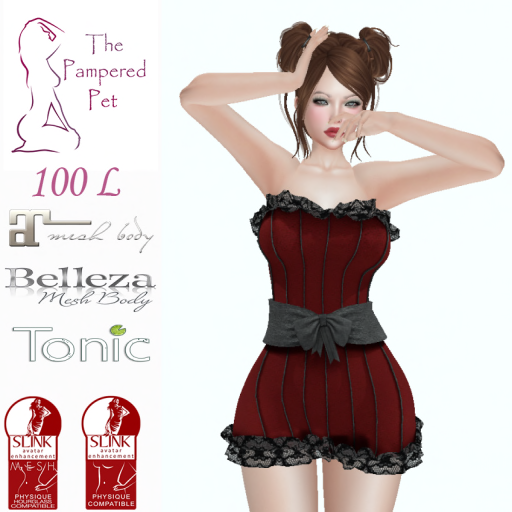 The
Pampered
Pet
100 L
mesh body
Belleza
Mesh Body
Tonic
SLINK
avatar
enhancement
M.E.S.H
PHYSIQUE
HOURGLASS
COMPATIBLE
SLINK
avatar
enhancement
PHYSIQUE
COMPATIBLE